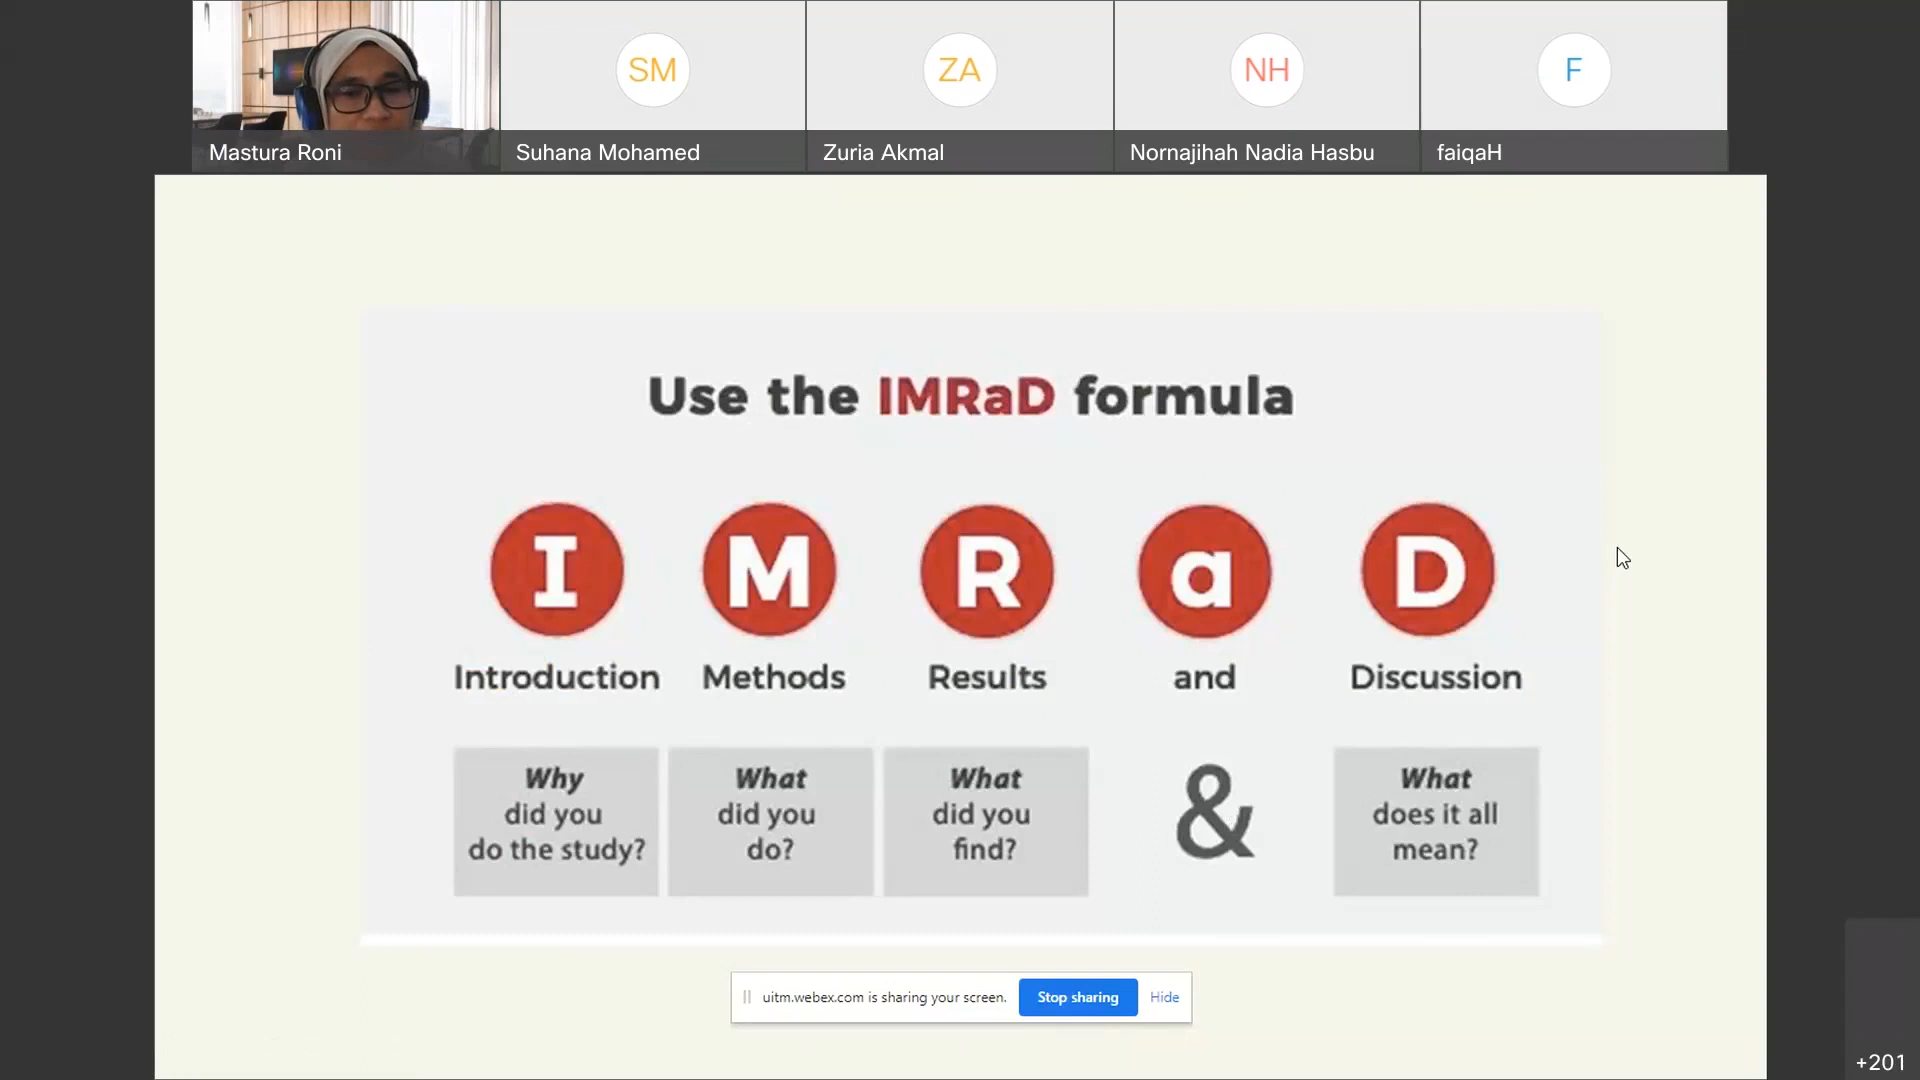 SM
ZA
NH
F
Mastura Roni
Suhana Mohamed
Zuria Akmal
Nornajihah Nadia Hasbu
faiqaH
Use the IMRaD formula
I M R a D
Introduction Methods Results and Discussion
Why What What & What
did you did you did you does it all
do the study? do? find? mean?
uitm.webex.com is sharing your screen. Stop sharing Hide
+201